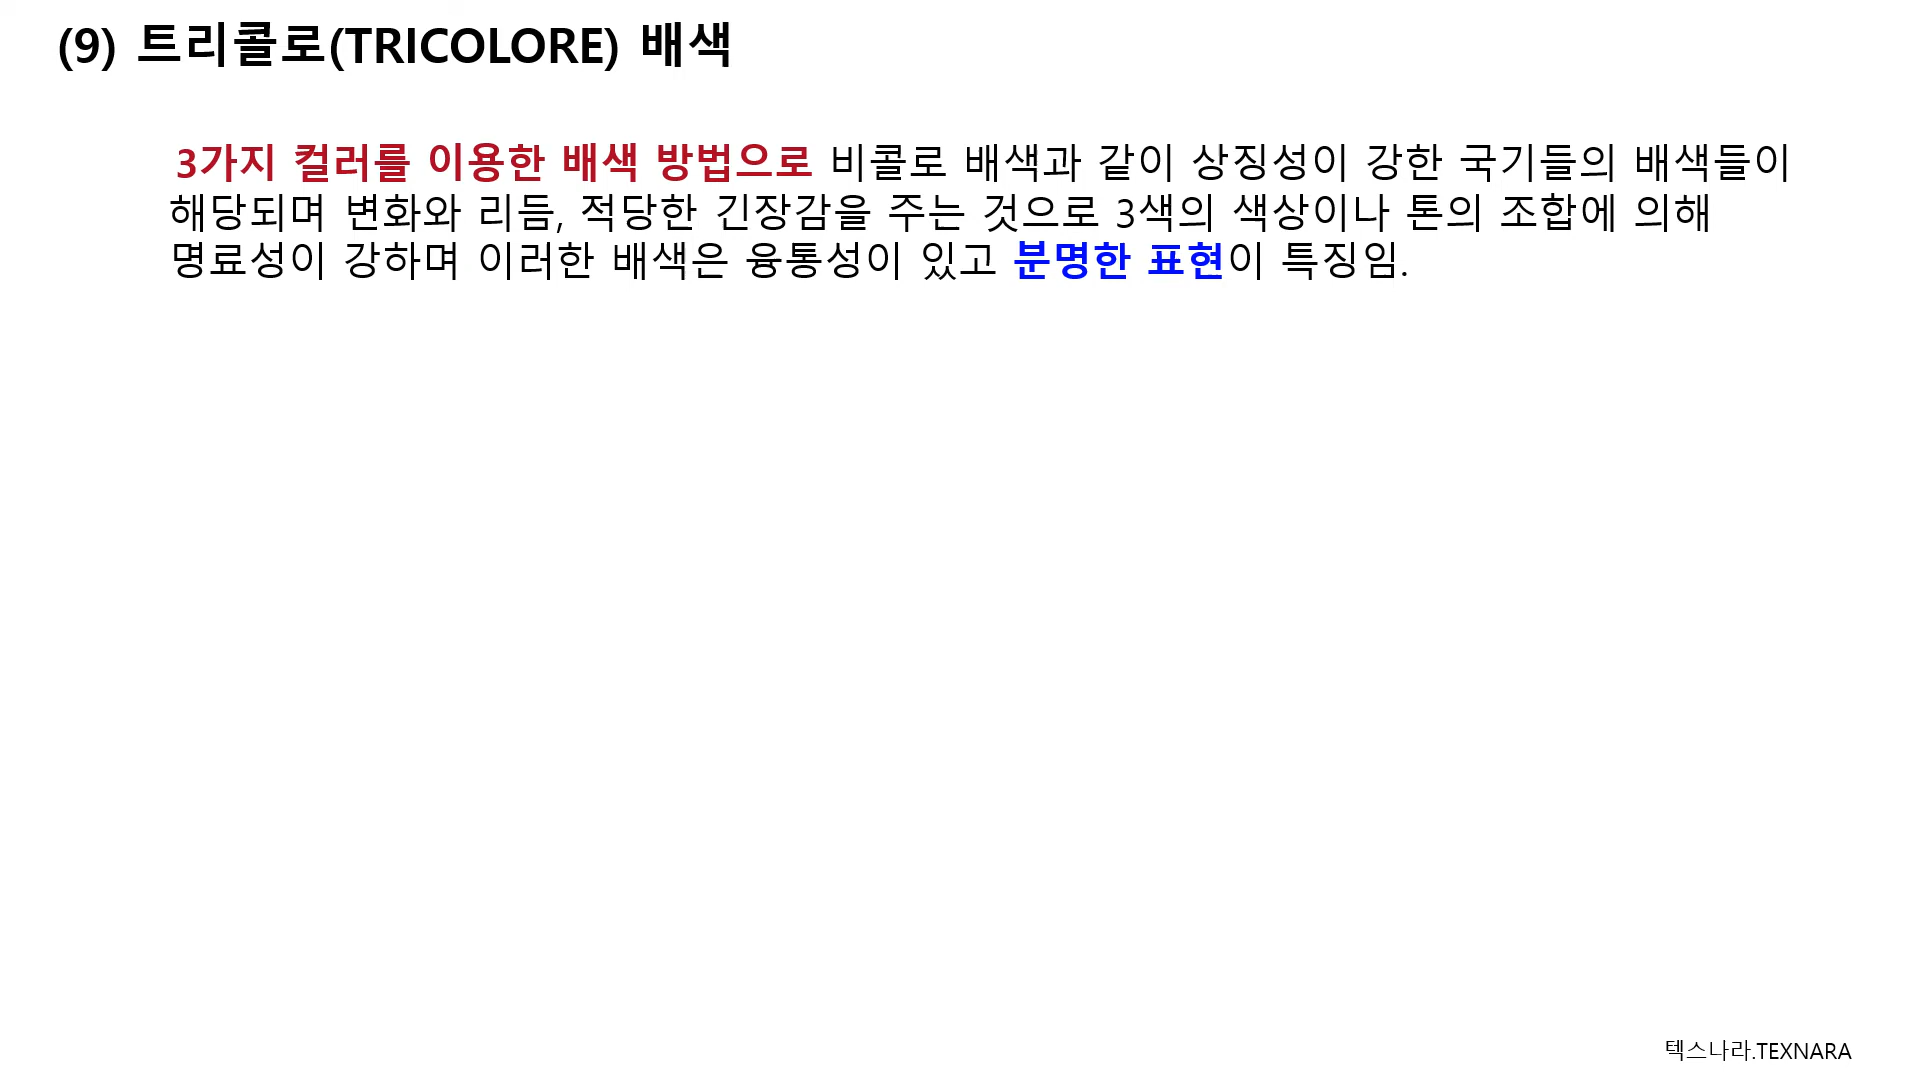 (9) 트리콜로(TRICOLORE) 배색
3가지 컬러를 이용한 배색 방법으로 비콜로 배색과 같이 상징성이 강한 국기들의 배색들이
해당되며 변화와 리듬, 적당한 긴장감을 주는 것으로 3색의 색상이나 톤의 조합에 의해
명료성이 강하며 이러한 배색은 융통성이 있고 분명한 표현이 특징임.
텍스나라.TEXNARA